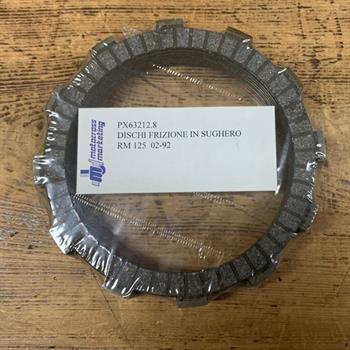 motocross
marketing
PX63212.8
DISCHI FRIZIONE IN SUGHERO
RM 125 02-92